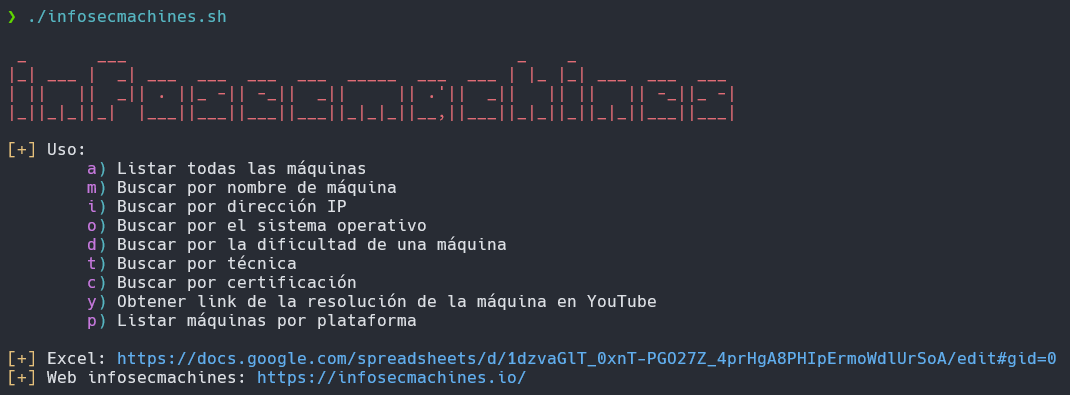 ❯ ./infosecmachines.sh
infosecmachines
[+] Uso:
a) Listar todas las máquinas
m) Buscar por nombre de máquina
i) Buscar por dirección IP
o) Buscar por el sistema operativo
d) Buscar por la dificultad de una máquina
t) Buscar por técnica
c) Buscar por certificación
y) Obtener link de la resolución de la máquina en YouTube
p) Listar máquinas por plataforma
[+] Excel: https://docs.google.com/spreadsheets/d/1dzvaGlT_0xnT-PGO27Z_4prHgA8PHIpErmoWdlUrSoA/edit#gid=0
[+] Web infosecmachines: https://infosecmachines.io/